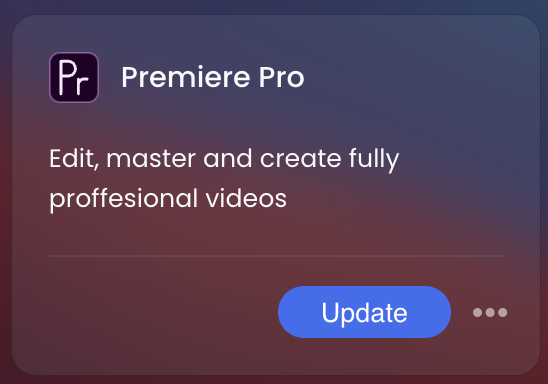 Pr
Premiere Pro
Edit, master and create fully
proffesional videos
Update